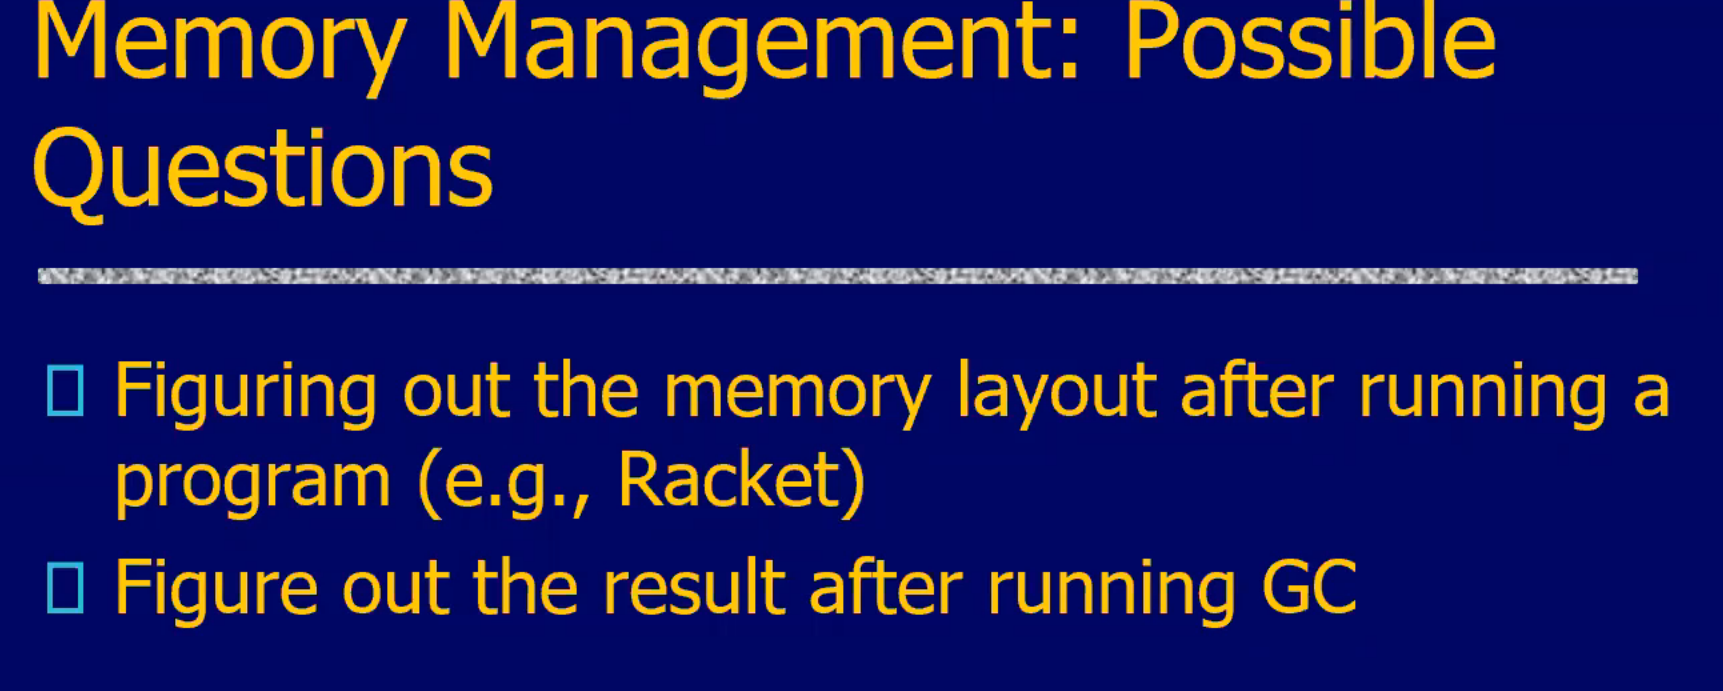 Memory Management: Possible
Questions
Figuring out the memory layout after running a
program (e.g., Racket)
Figure out the result after running GC